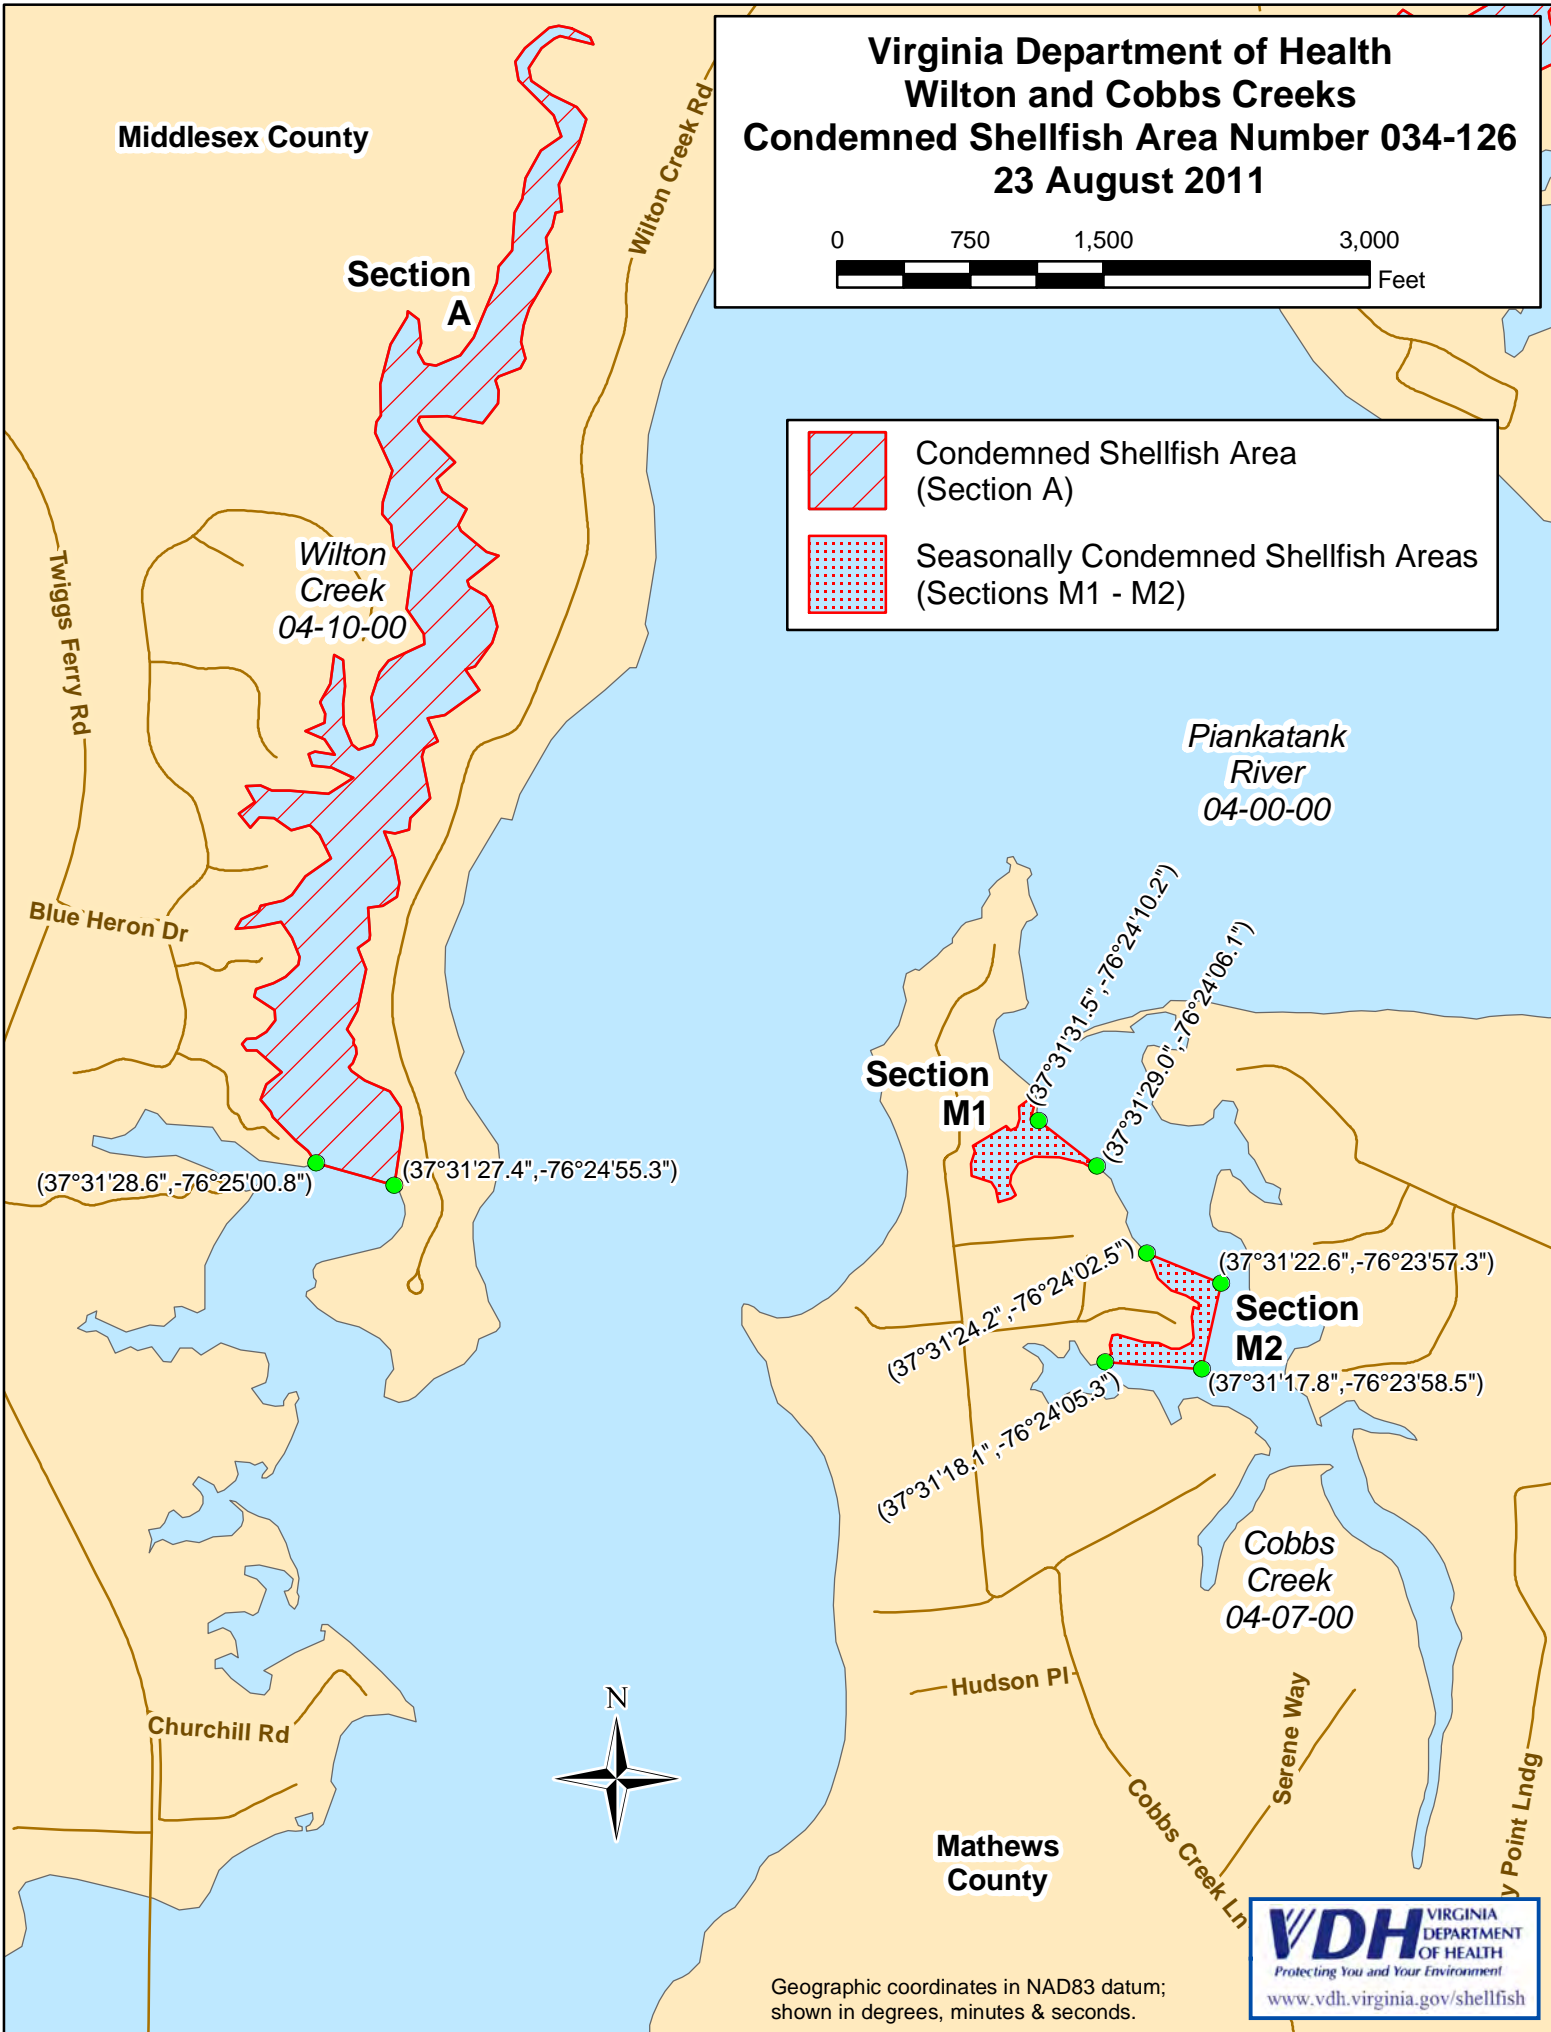 Virginia Department of Health
Wilton and Cobbs Creeks
Condemned Shellfish Area Number 034-126
23 August 2011
0 750 1,500 3,000
Feet
Middlesex County
Wilton Creek Rd
Section
A
Condemned Shellfish Area
(Section A)
Seasonally Condemned Shellfish Areas
(Sections M1 - M2)
Wilton
Creek
04-10-00
Twiggs Ferry Rd
Piankatank
River
04-00-00
Blue Heron Dr
(37°31'31.5",-76°24'10.2")
(37°31'29.0",-76°24'06.1")
Section
M1
(37°31'28.6",-76°25'00.8")
(37°31'27.4",-76°24'55.3")
(37°31'24.2",-76°24'02.5")
(37°31'22.6",-76°23'57.3")
Section
M2
(37°31'18.1",-76°24'05.3")
(37°31'17.8",-76°23'58.5")
Cobbs
Creek
04-07-00
Hudson Pl
Serene Way
Churchill Rd
N
Cobbs Creek Ln
y Point Lndg
Mathews
County
Geographic coordinates in NAD83 datum;
shown in degrees, minutes & seconds.
VDH
VIRGINIA
DEPARTMENT
OF HEALTH
Protecting You and Your Environment
www.vdh.virginia.gov/shellfish